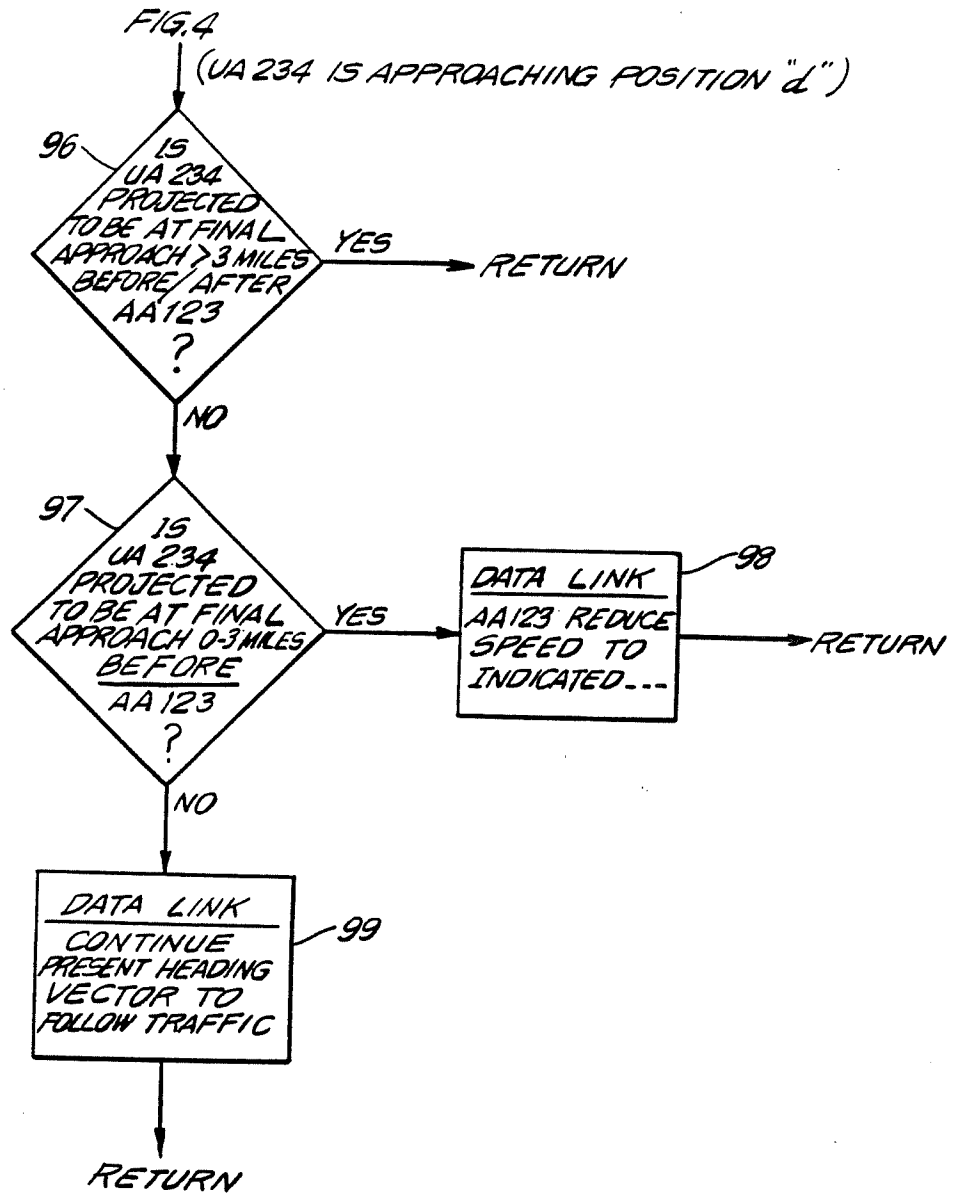 FIG.4
(UA 234 IS APPROACHING POSITION "d")
96
IS
UA 234
PROJECTED
TO BE AT FINAL
APPROACH > 3 MILES
BEFORE/AFTER
AA123
?
YES
RETURN
NO
97
IS
UA 234
PROJECTED
TO BE AT FINAL
APPROACH 0-3 MILES
BEFORE
AA123
?
YES
98
DATA LINK
AA123 REDUCE
SPEED TO
INDICATED---
RETURN
NO
99
DATA LINK
CONTINUE
PRESENT HEADING
VECTOR TO
FOLLOW TRAFFIC
RETURN